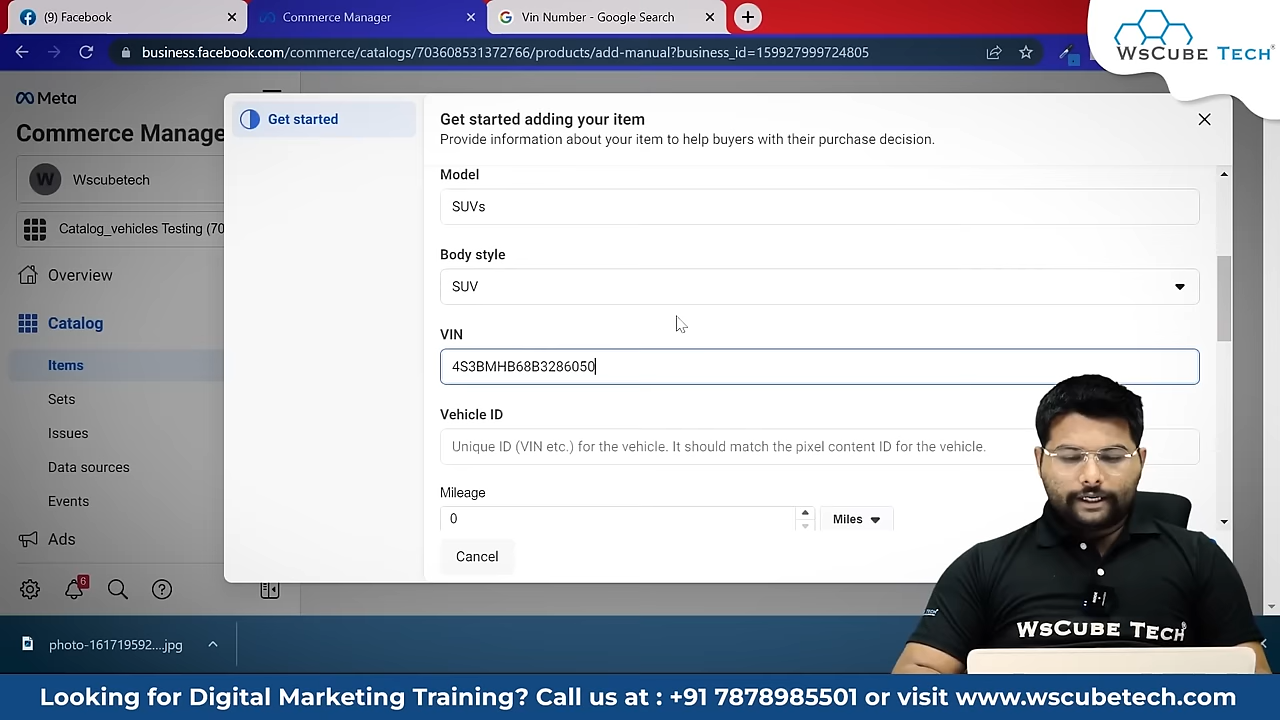 (9) Facebook
Commerce Manager
Vin Number - Google Search
business.facebook.com/commerce/catalogs/703608531372766/products/add-manual?business_id=159927999724805
WSCUBE TECH
Meta
Commerce Manage
W Wscubetech
Catalog_vehicles Testing (70
Overview
Catalog
Items
Sets
Issues
Data sources
Events
Ads
6
Get started
Get started adding your item
Provide information about your item to help buyers with their purchase decision.
Model
SUVs
Body style
SUV
VIN
4S3BMHB68B3286050
Vehicle ID
Unique ID (VIN etc.) for the vehicle. It should match the pixel content ID for the vehicle.
Mileage
0
Miles
Cancel
photo-161719592....jpg
WSCUBE TECH
Looking for Digital Marketing Training? Call us at : +91 7878985501 or visit www.wscubetech.com